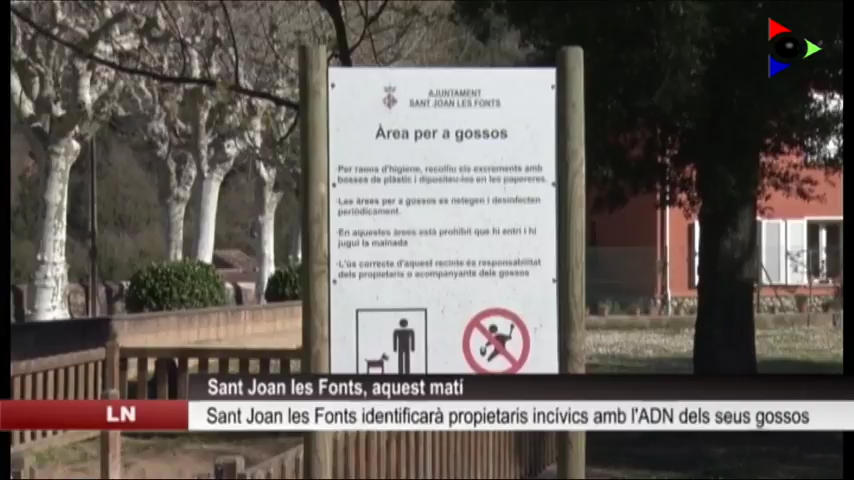 AJUNTAMENT
SANT JOAN LES FONTS
Àrea per a gossos
Per raons d'higiene, recolliu els excrements amb
bosses de plàstic i dipositeu-los en les papereres.
·Les àrees per a gossos es netegen i desinfecten
periòdicament.
·En aquestes àrees està prohibit que hi entri i hi
jugui la mainada
·L'ús correcte d'aquest recinte és responsabilitat
dels propietaris o acompanyants dels gossos
Sant Joan les Fonts, aquest matí
LN
Sant Joan les Fonts identificarà propietaris incívics amb l'ADN dels seus gossos